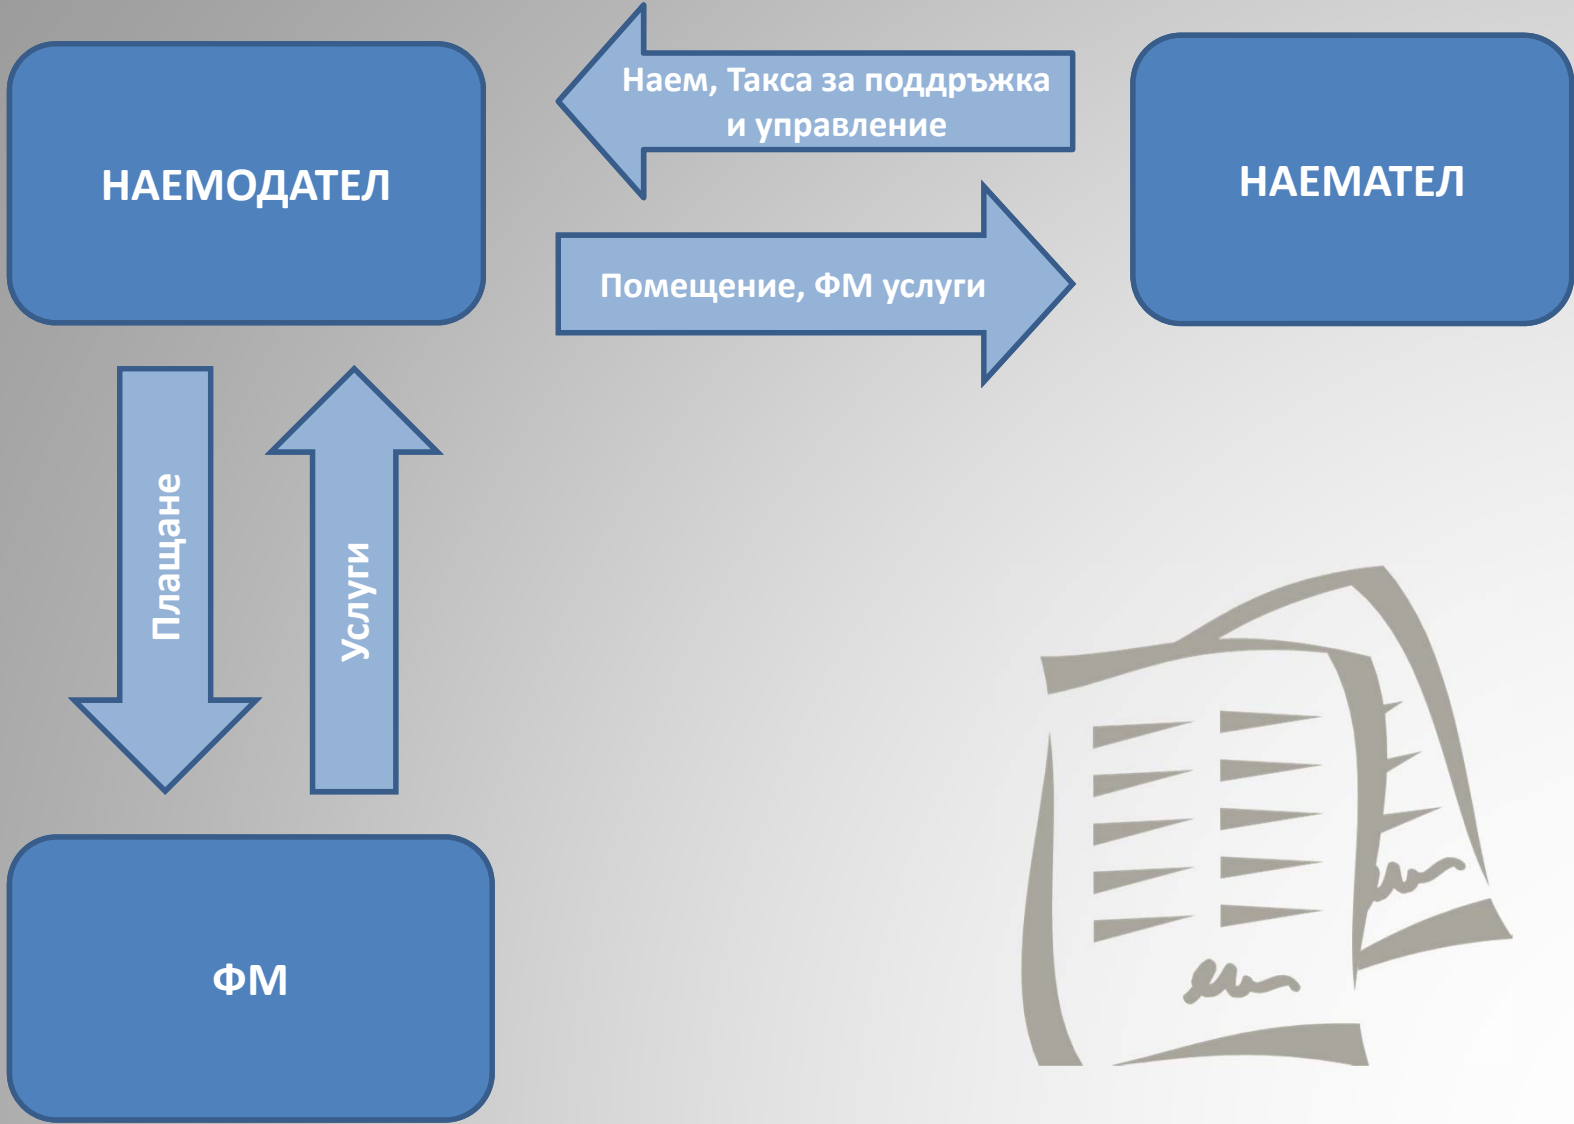 НАЕМОДАТЕЛ
Наем, Такса за поддръжка
и управление
НАЕМАТЕЛ
Помещение, ФМ услуги
Плащане
Услуги
ФМ